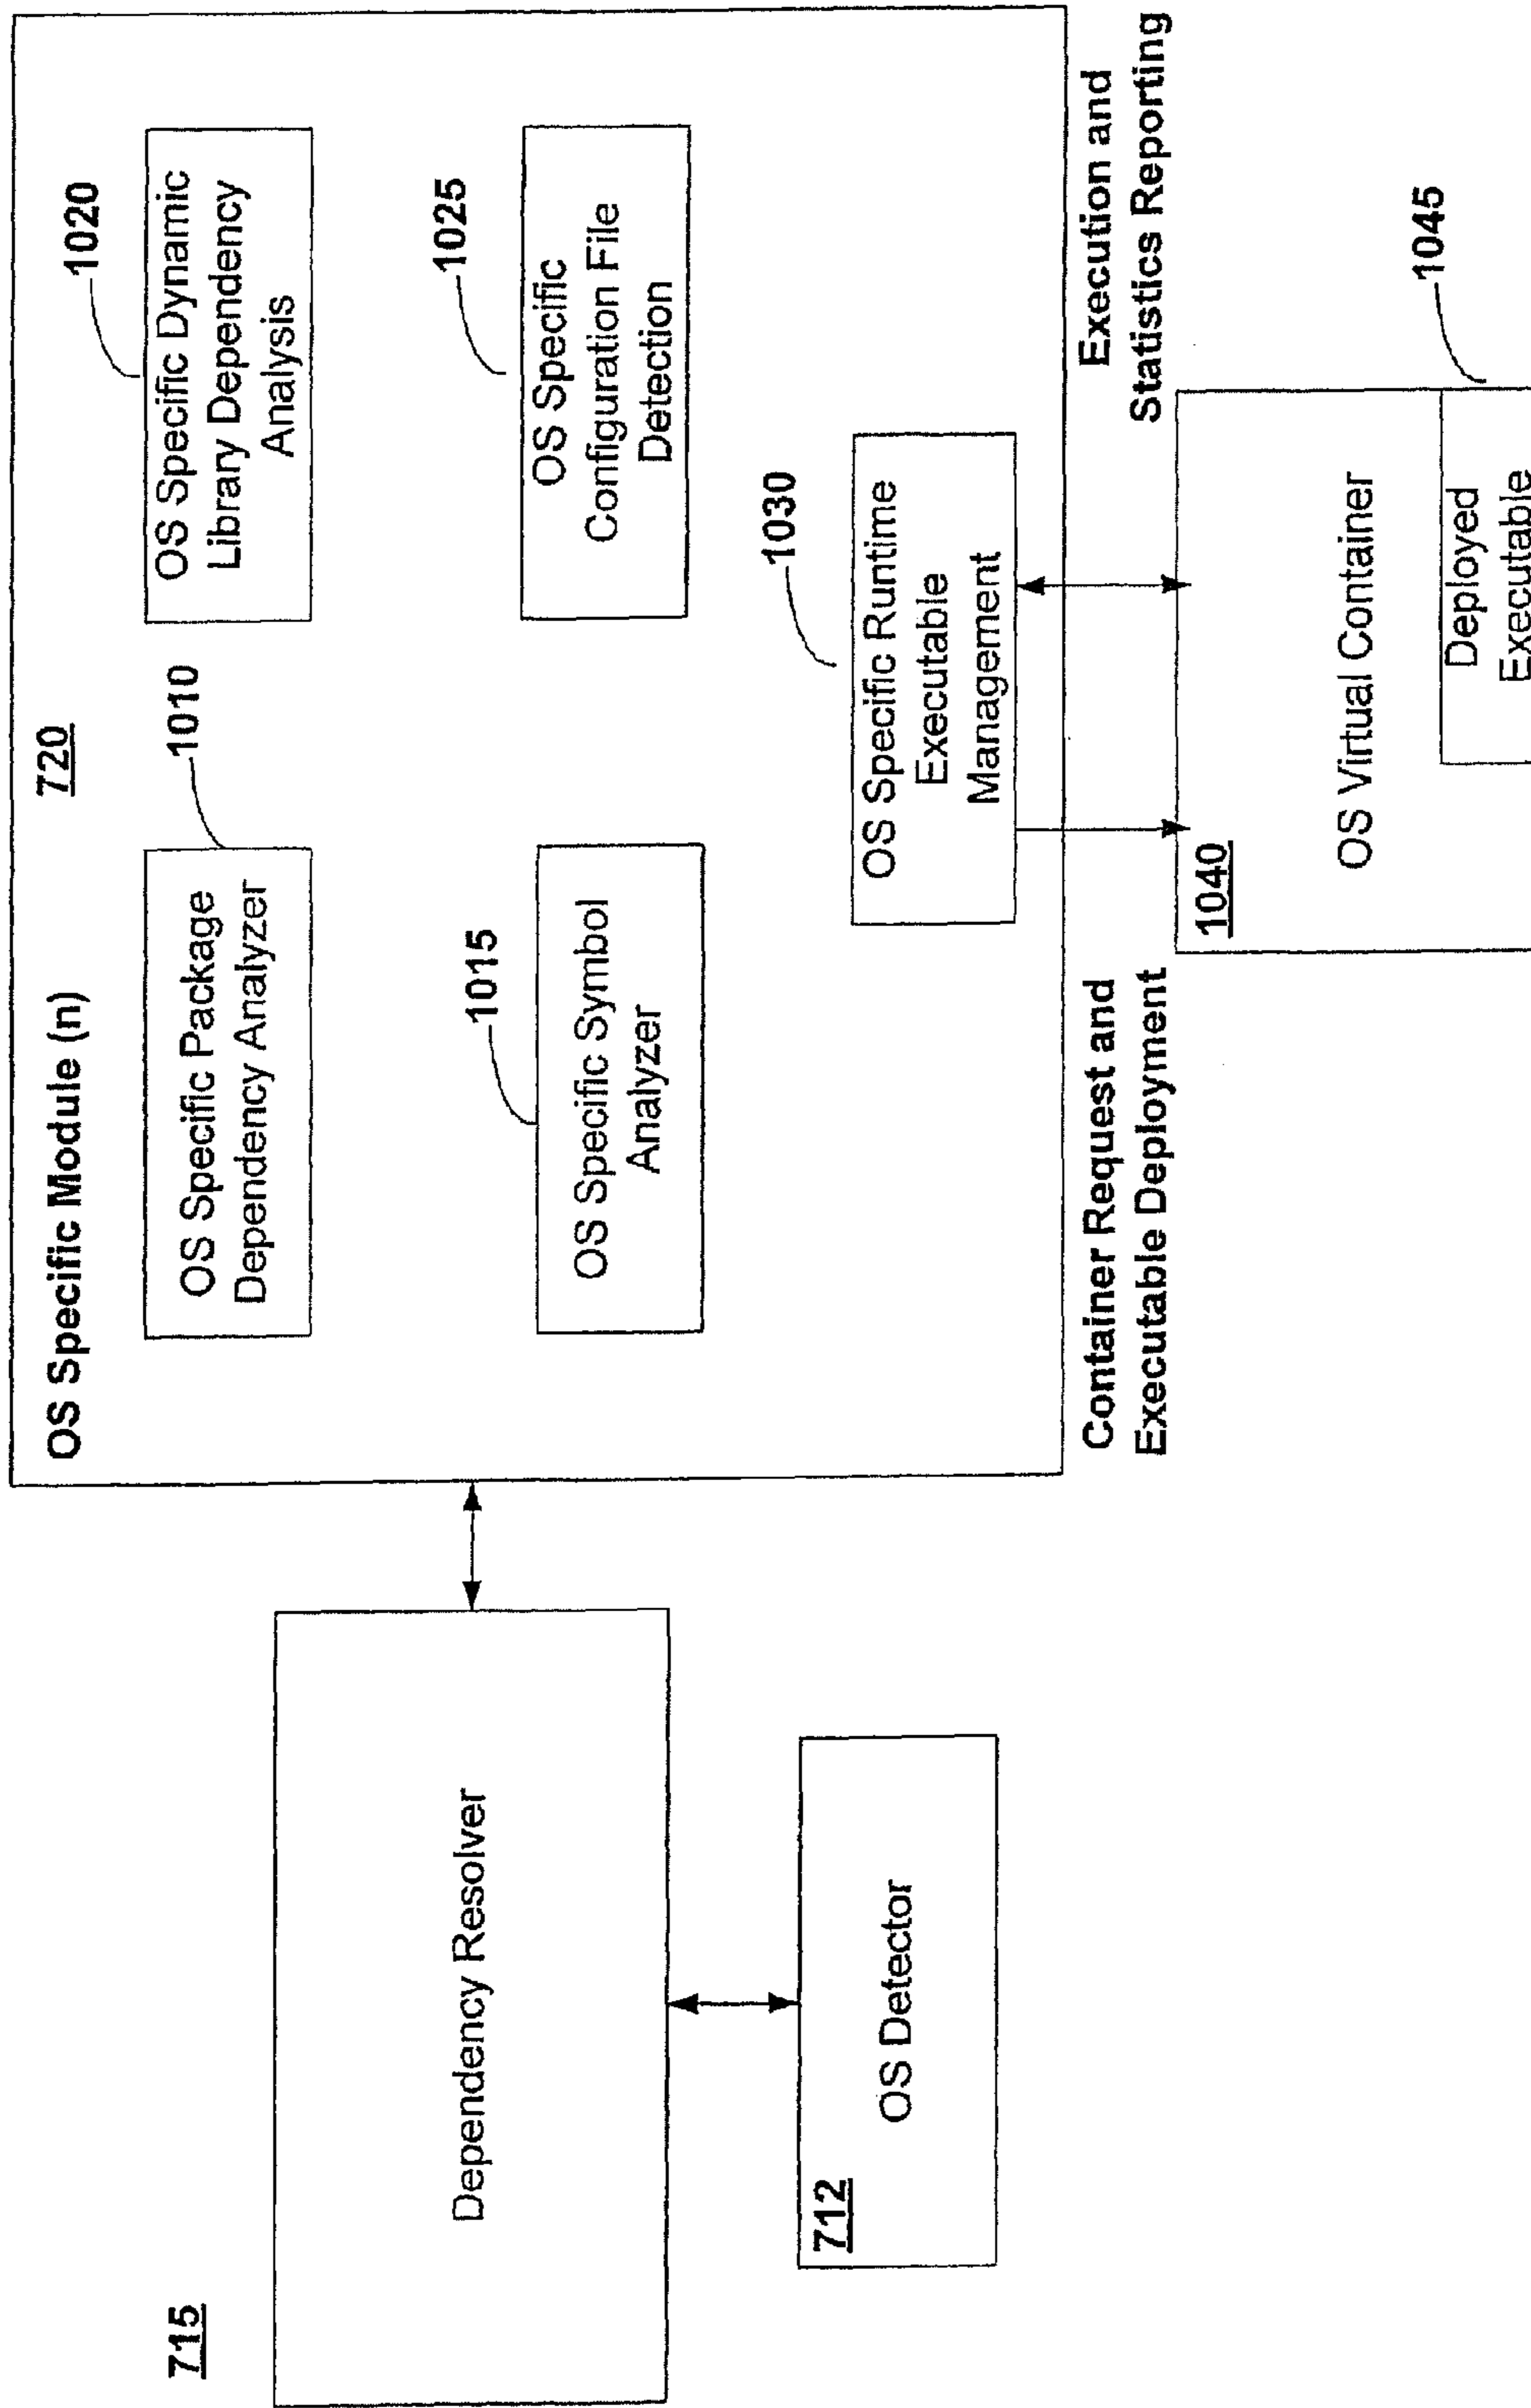 715
Dependency Resolver
712
OS Detector
OS Specific Module (n)
720
OS Specific Package
Dependency Analyzer
1010
OS Specific Dynamic
Library Dependency
Analysis
1020
OS Specific Symbol
Analyzer
1015
OS Specific
Configuration File
Detection
1025
OS Specific Runtime
Executable
Management
1030
Container Request and
Executable Deployment
Execution and
Statistics Reporting
1040
OS Virtual Container
Deployed
Executable
1045